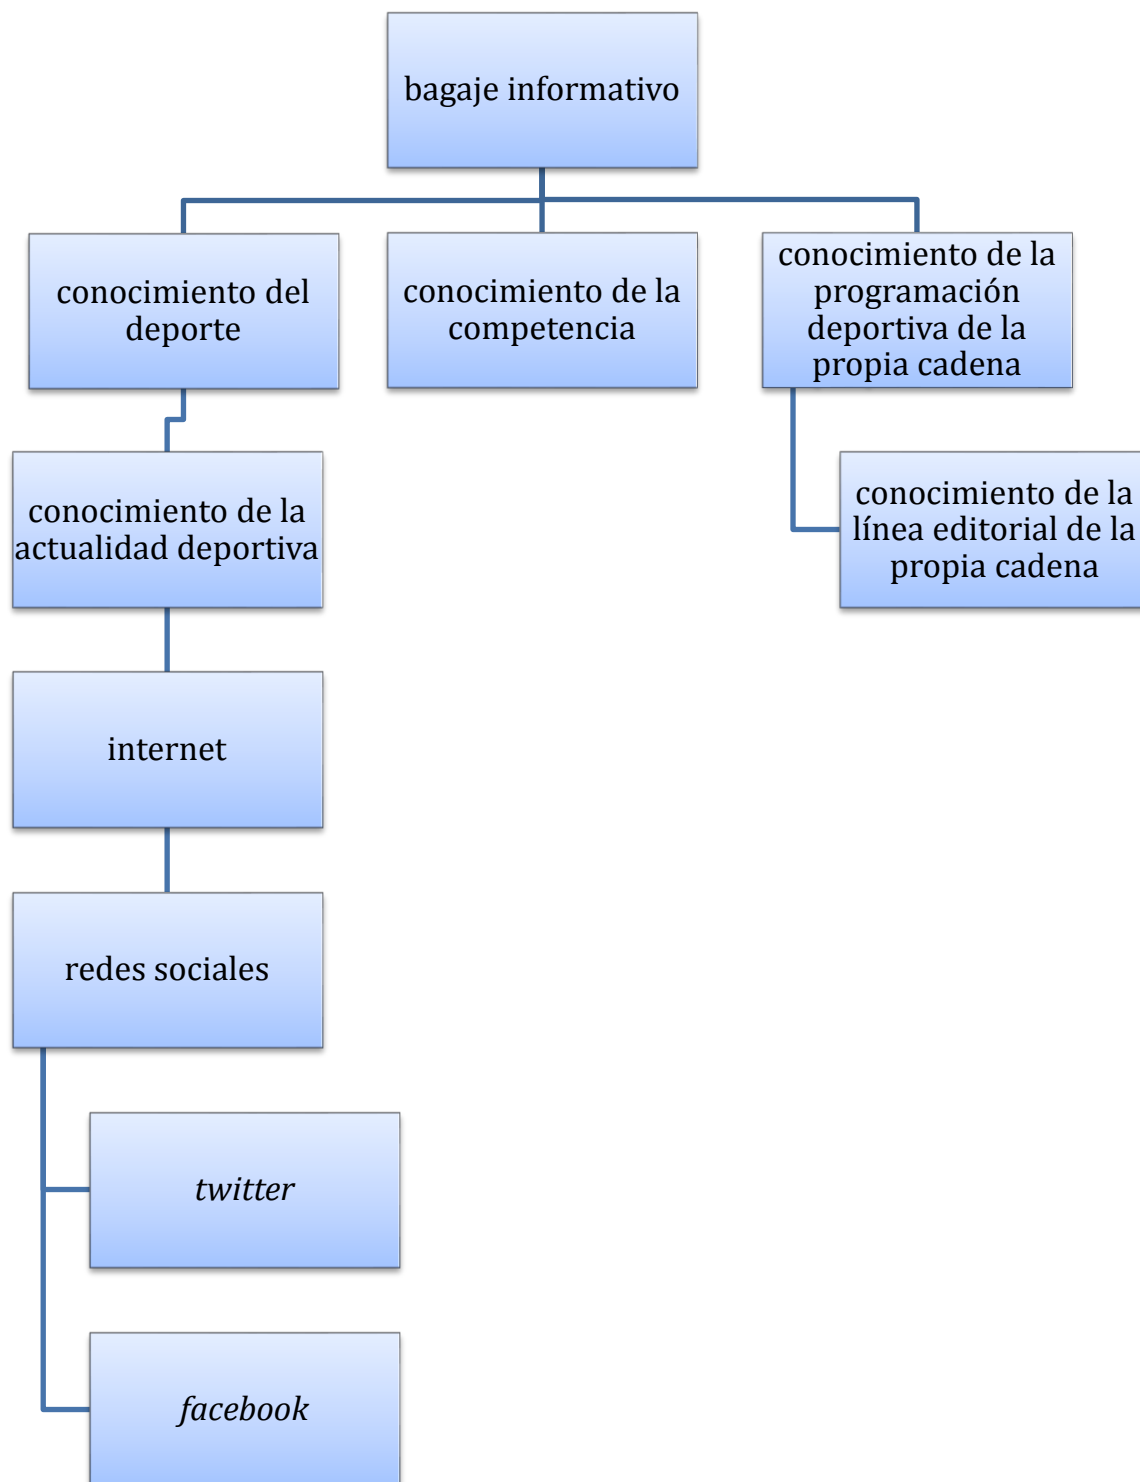 bagaje informativo
conocimiento del
deporte
conocimiento de la
competencia
conocimiento de la
programación
deportiva de la
propia cadena
conocimiento de la
actualidad deportiva
conocimiento de la
línea editorial de la
propia cadena
internet
redes sociales
twitter
facebook